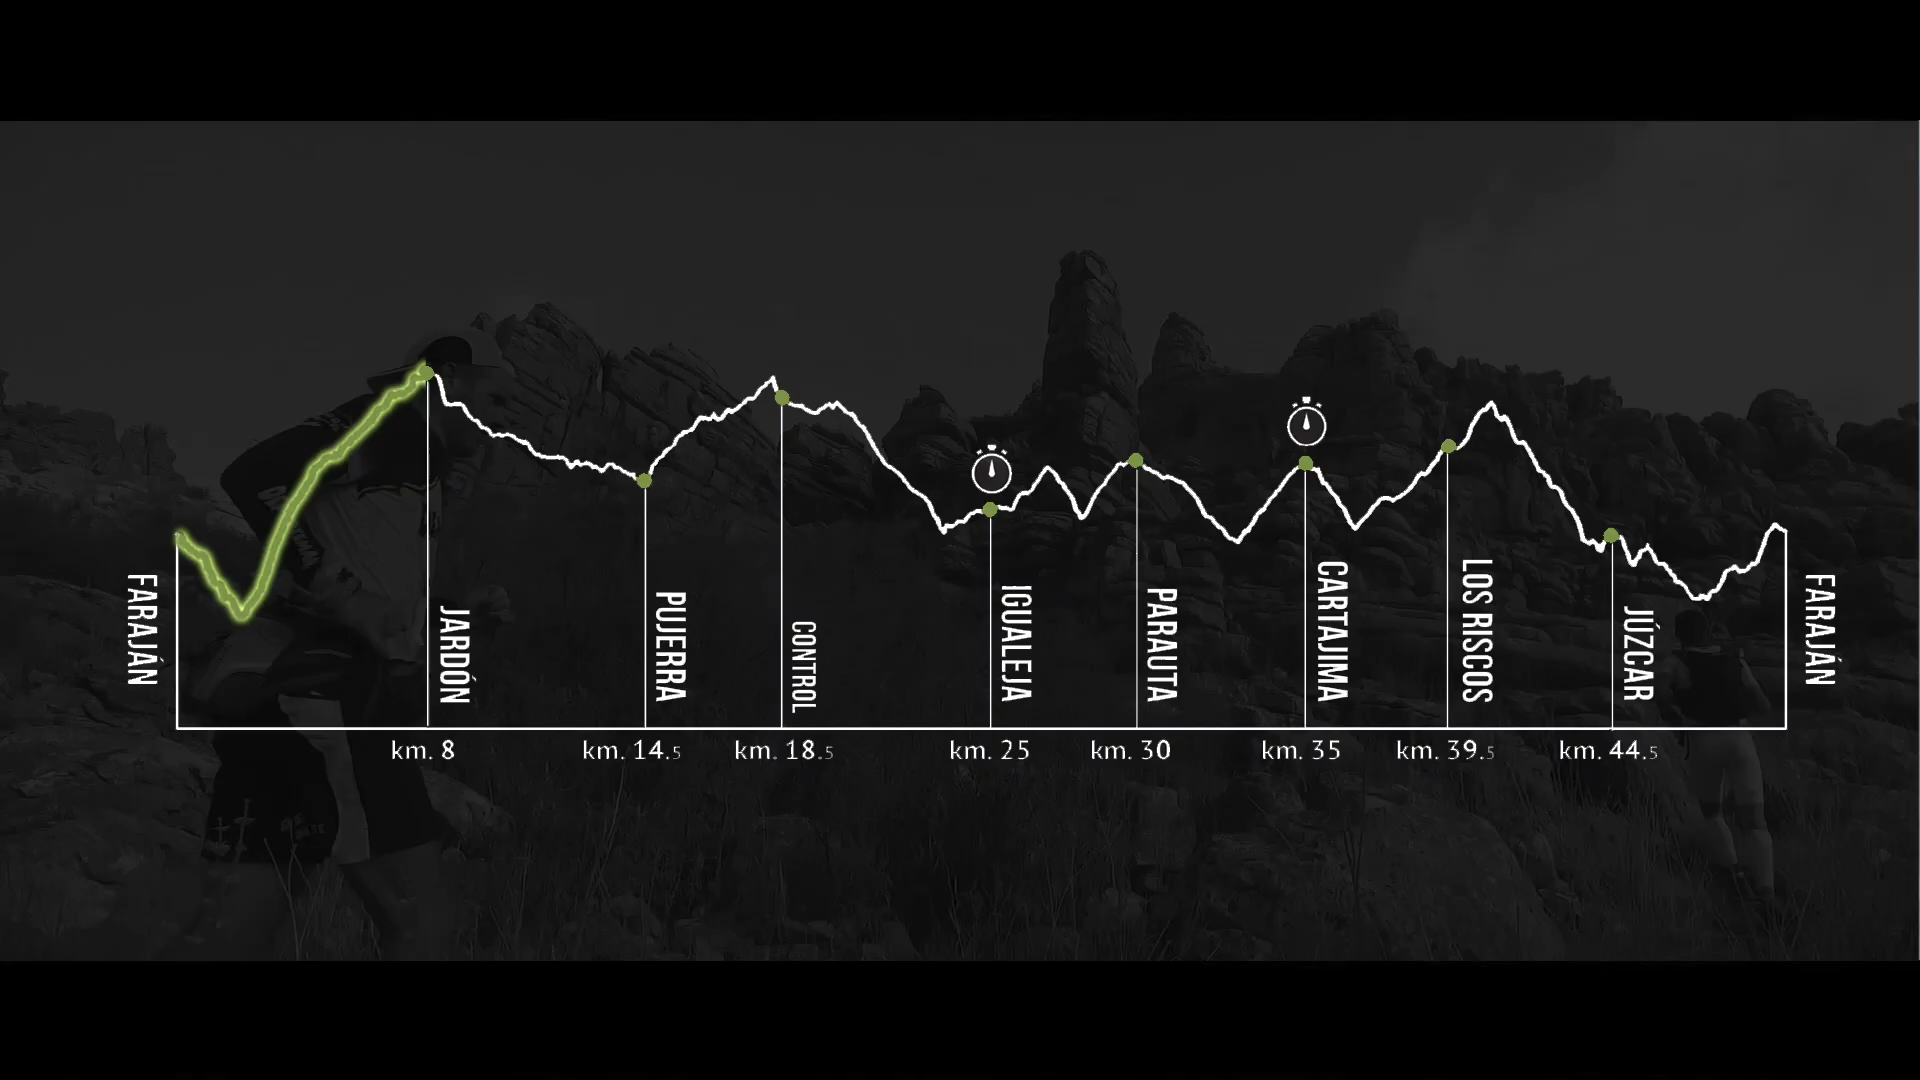 FARAJÁN
JARDÓN
PUJERRA
CONTROL
IGUALEJA
PARAUTA
CARTAJIMA
LOS RISCOS
JÚZCAR
FARAJÁN
km. 8
km. 14.5
km. 18.5
km. 25
km. 30
km. 35
km. 39.5
km. 44.5